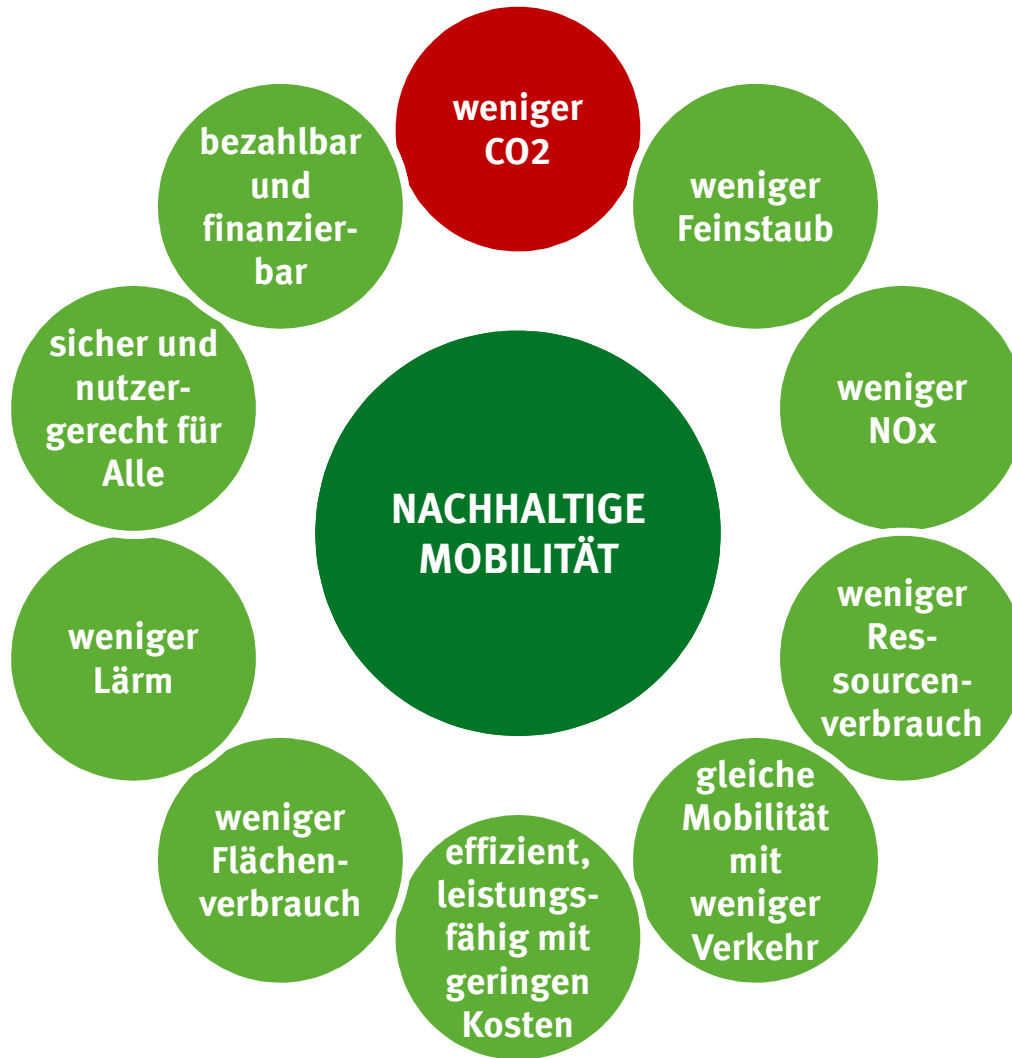 weniger
CO2
weniger
Feinstaub
weniger
NOx
weniger
Res-
sourcen-
verbrauch
gleiche
Mobilität
mit
weniger
Verkehr
effizient,
leistungs-
fähig mit
geringen
Kosten
weniger
Flächen-
verbrauch
weniger
Lärm
sicher und
nutzer-
gerecht für
Alle
bezahlbar
und
finanzier-
bar
NACHHALTIGE
MOBILITÄT